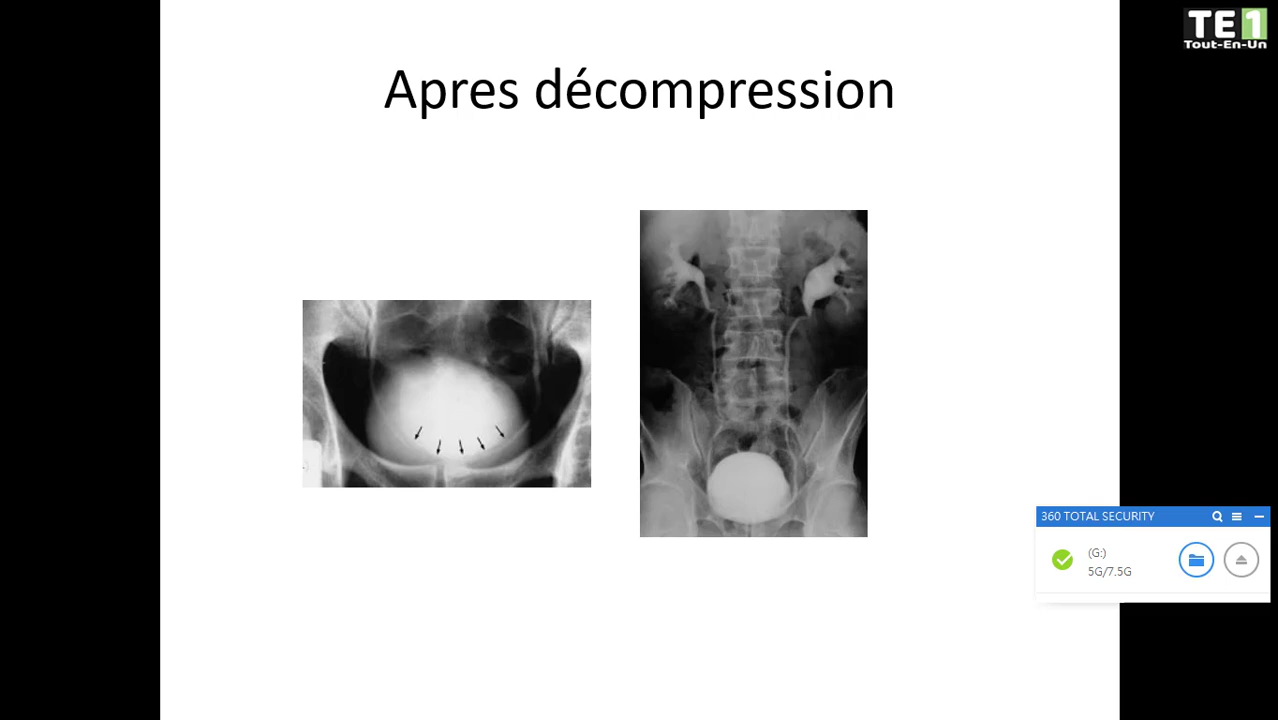 TE1
Tout-En-Un
Apres décompression
360 TOTAL SECURITY
(G:)
5G/7.5G